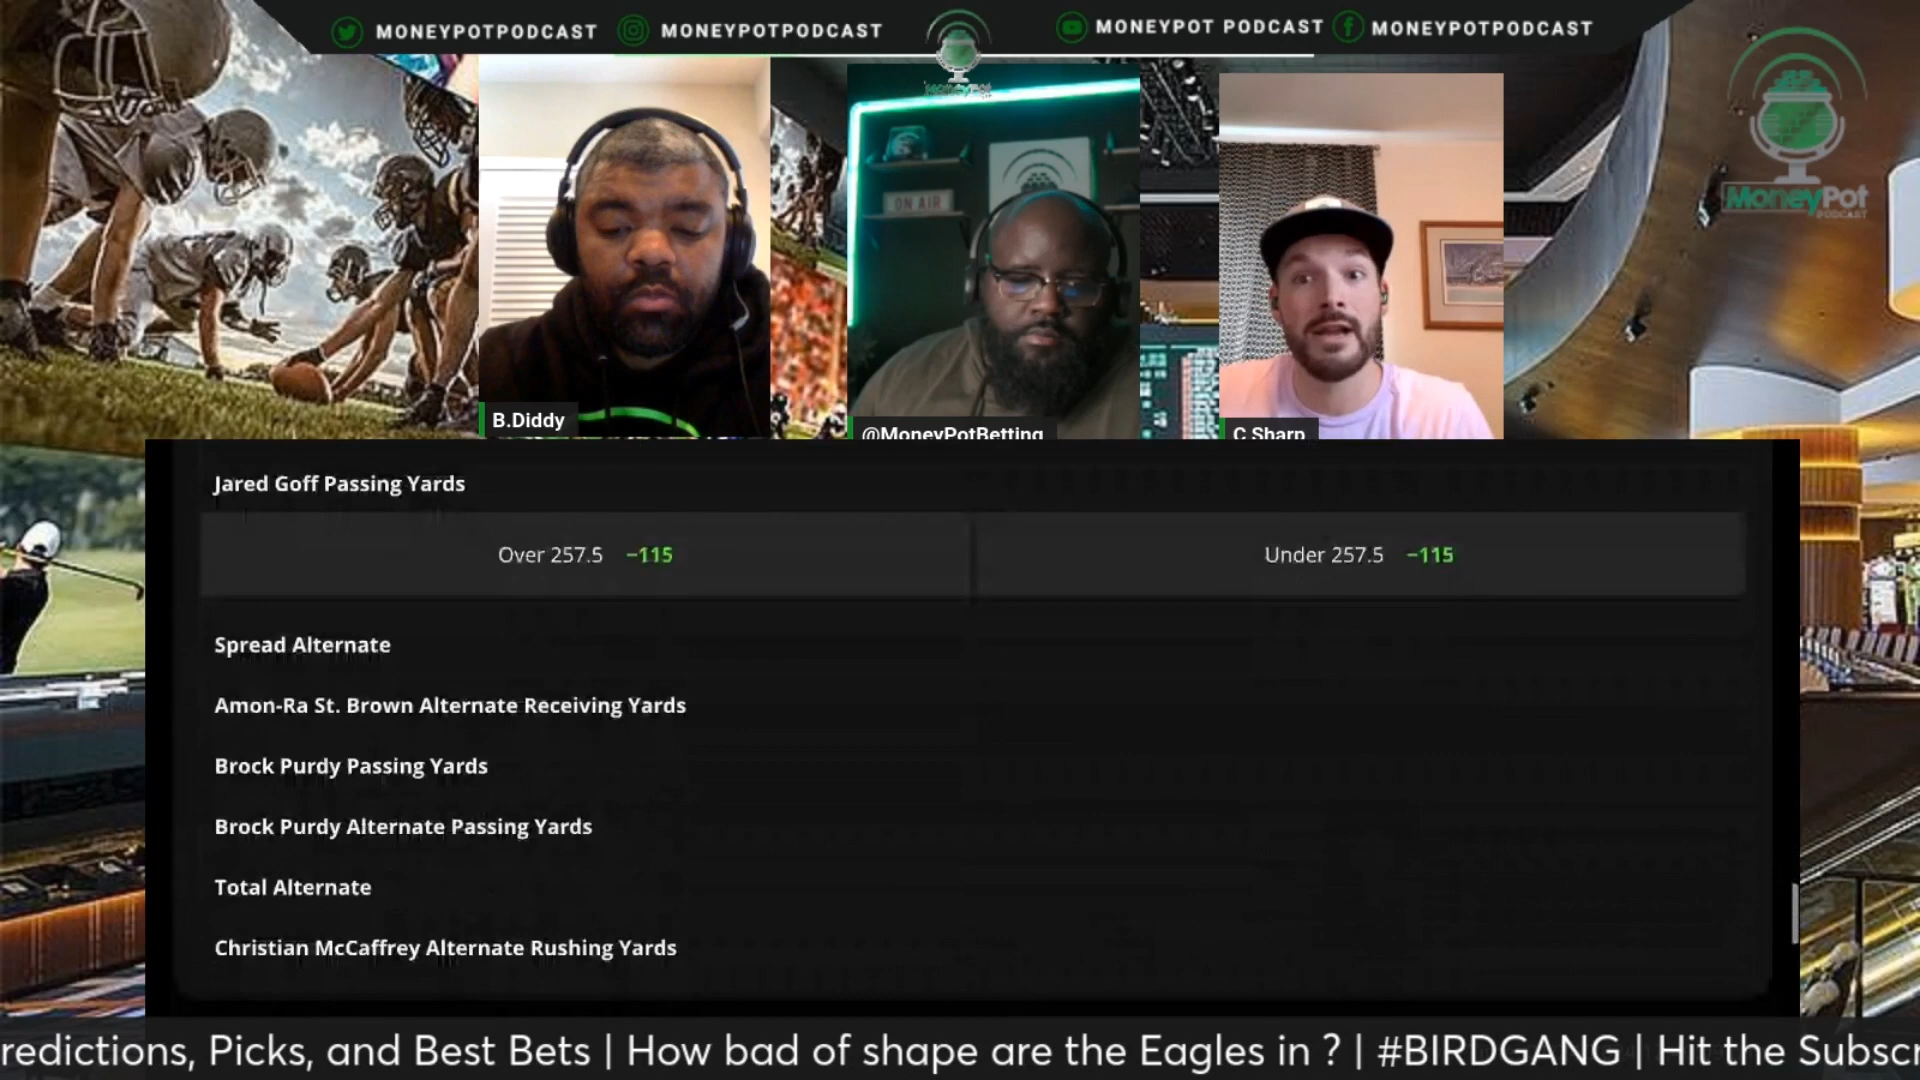 MONEYPOTPODCAST
MONEYPOTPODCAST
MONEYPOT PODCAST
MONEYPOTPODCAST
MoneyPot
MoneyPot
PODCAST
ON AIR
B.Diddy
@MoneyPotBetting
C Sharp
Jared Goff Passing Yards
Over 257.5 −115
Under 257.5 −115
Spread Alternate
Amon-Ra St. Brown Alternate Receiving Yards
Brock Purdy Passing Yards
Brock Purdy Alternate Passing Yards
Total Alternate
Christian McCaffrey Alternate Rushing Yards
redictions, Picks, and Best Bets | How bad of shape are the Eagles in ? | #BIRDGANG | Hit the Subscr